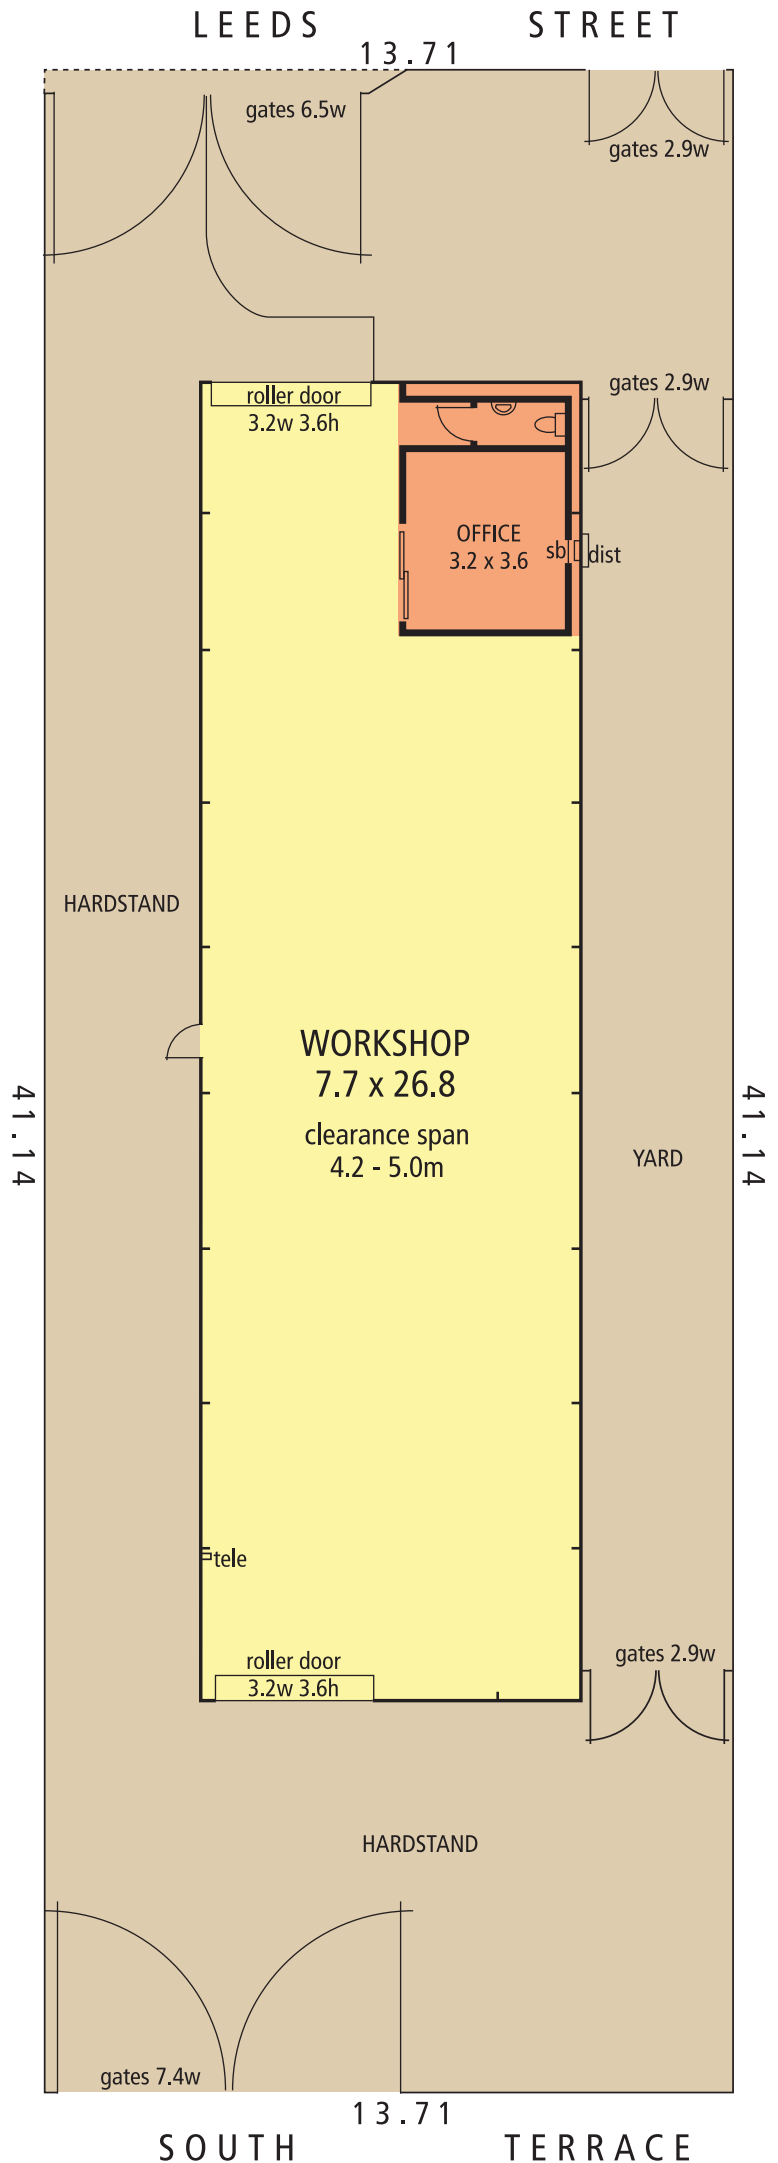 LEEDS STREET
13.71
gates 6.5w
gates 2.9w
gates 2.9w
roller door
3.2w 3.6h
OFFICE
3.2 x 3.6
sb
dist
HARDSTAND
WORKSHOP
7.7 x 26.8
clearance span
4.2 - 5.0m
41.14
41.14
YARD
tele
roller door
3.2w 3.6h
gates 2.9w
HARDSTAND
gates 7.4w
13.71
SOUTH TERRACE